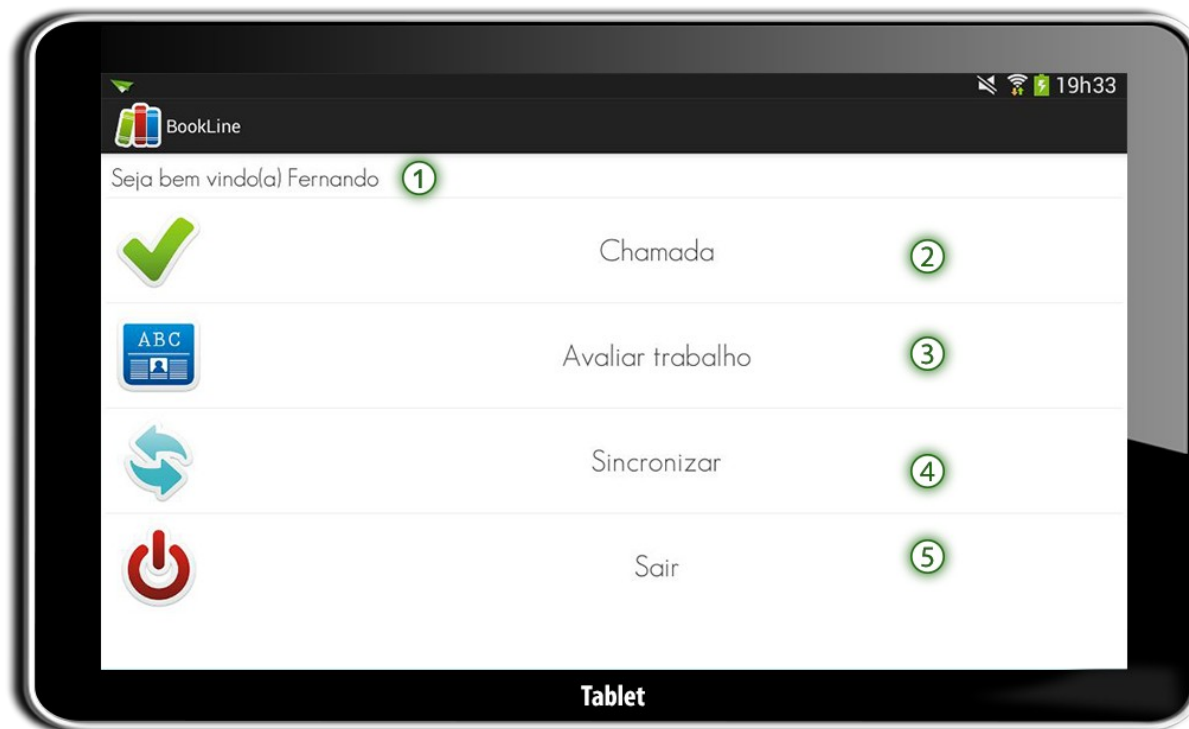 19h33
BookLine
Seja bem vindo(a) Fernando 1
Chamada 2
ABC
Avaliar trabalho 3
Sincronizar 4
Sair 5
Tablet